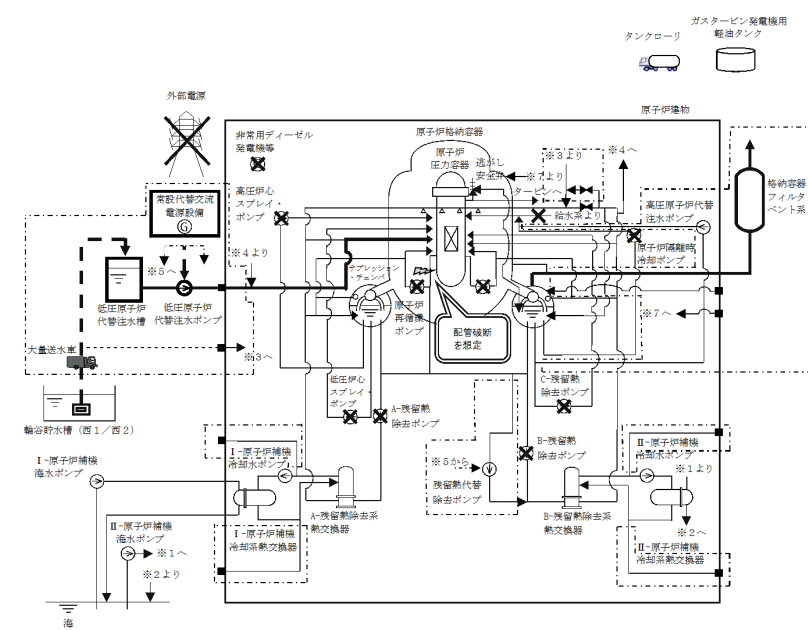 ガスタービン発電機用
軽油タンク
タンクローリ
外部電源
原子炉建物
非常用ディーゼル
発電機等
原子炉格納容器
原子炉
圧力容器
逃がし
安全弁
※3より
※4へ
※7より
タービンへ
給水系より
格納容器
フィルタ
ベント系
常設代替交流
電源設備
G
高圧炉心
スプレイ・
ポンプ
高圧原子炉代替
注水ポンプ
原子炉隔離時
冷却ポンプ
※4より
※5へ
サプレッション
・チェンバ
低圧原子炉
代替注水槽
低圧原子炉
代替注水ポンプ
原子炉
再循環
ポンプ
配管破断
を想定
※7へ
大量送水車
※3へ
低圧炉心
スプレイ・
ポンプ
A-残留熱
除去ポンプ
C-残留熱
除去ポンプ
輪谷貯水槽(西1/西2)
B-残留熱
除去ポンプ
※5から
残留熱代替
除去ポンプ
Ⅰ-原子炉補機
海水ポンプ
Ⅰ-原子炉補機
冷却水ポンプ
Ⅱ-原子炉補機
冷却水ポンプ
※1より
A-残留熱除去系
熱交換器
B-残留熱除去系
熱交換器
Ⅱ-原子炉補機
海水ポンプ
※1へ
※2より
Ⅰ-原子炉補機
冷却系熱交換器
※2へ
Ⅱ-原子炉補機
冷却系熱交換器
海